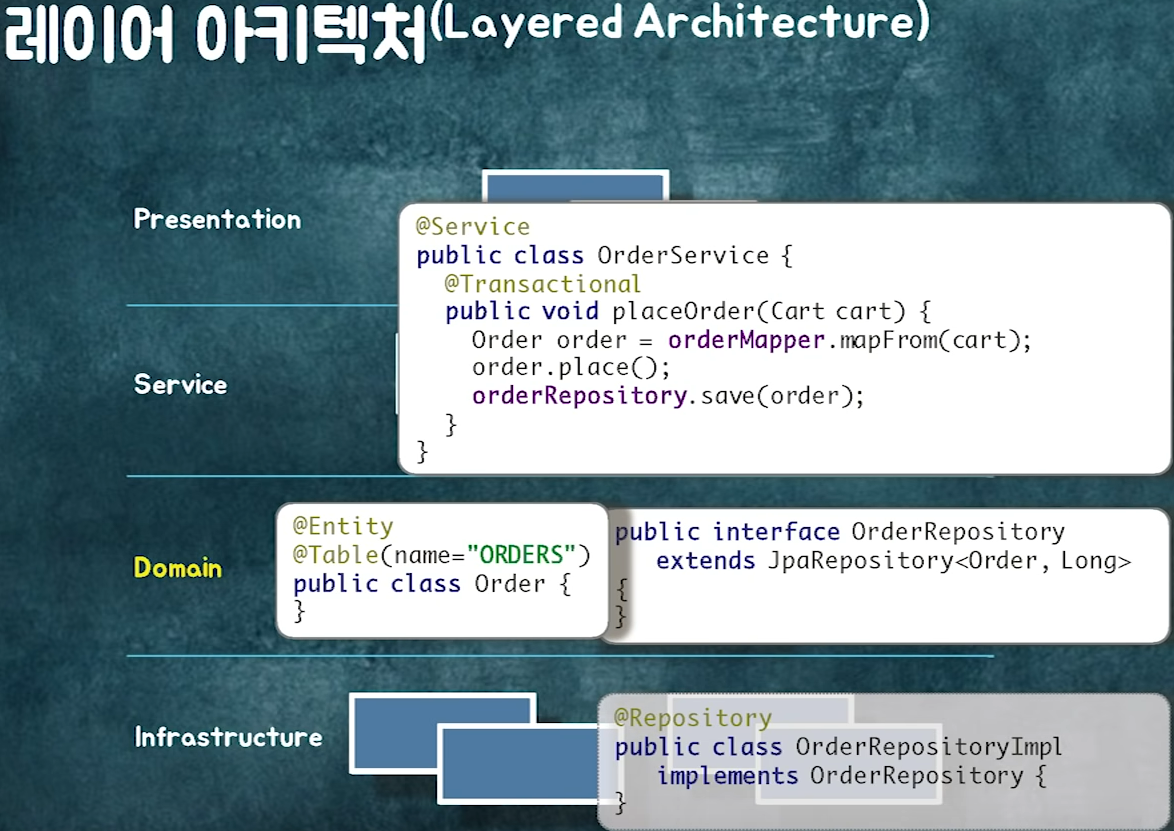 레이어 아키텍처(Layered Architecture)
Presentation
@Service
public class OrderService {
@Transactional
public void placeOrder(Cart cart) {
Order order = orderMapper.mapFrom(cart);
order.place();
orderRepository.save(order);
}
}
Service
Domain
@Entity
@Table(name="ORDERS")
public class Order {
}
public interface OrderRepository
extends JpaRepository<Order, Long>
{
}
Infrastructure
@Repository
public class OrderRepositoryImpl
implements OrderRepository {
}